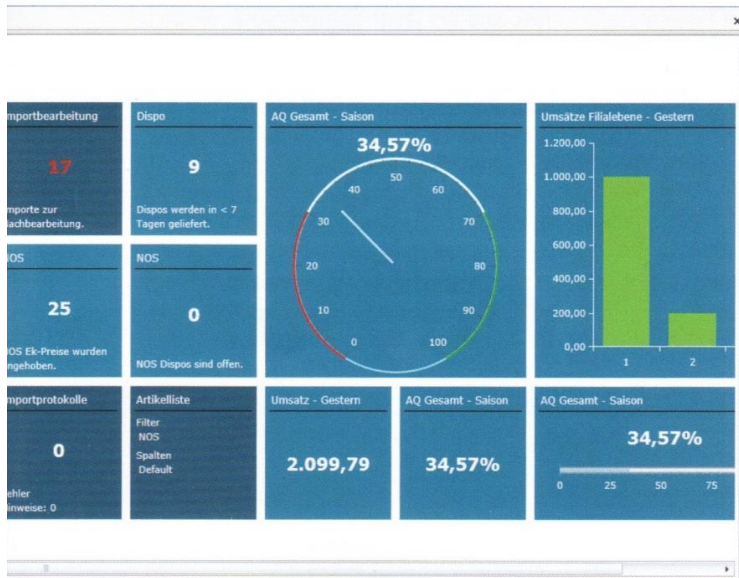 x
mportbearbeitung
17
mporte zur
achbearbeitung.
Dispo
9
Dispos werden in < 7
Tagen geliefert.
AQ Gesamt - Saison
34,57%
0
10
20
30
40
50
60
70
80
90
100
Umsätze Filialebene - Gestern
1.200,00
1.000,00
800,00
600,00
400,00
200,00
0,00
1
2
NOS
25
NOS Ek-Preise wurden
ngehoben.
NOS
0
NOS Dispos sind offen.
mportprotokolle
0
ehler
inweise: 0
Artikelliste
Filter
NOS
Spalten
Default
Umsatz - Gestern
2.099,79
AQ Gesamt - Saison
34,57%
AQ Gesamt - Saison
34,57%
0 25 50 75